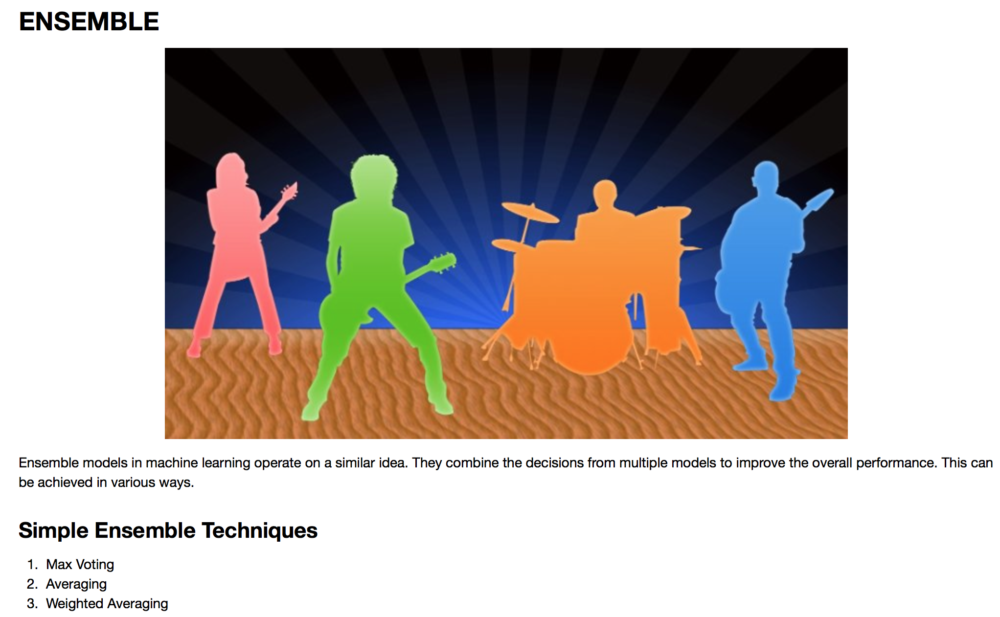 ENSEMBLE
Ensemble models in machine learning operate on a similar idea. They combine the decisions from multiple models to improve the overall performance. This can
be achieved in various ways.
Simple Ensemble Techniques
1. Max Voting
2. Averaging
3. Weighted Averaging